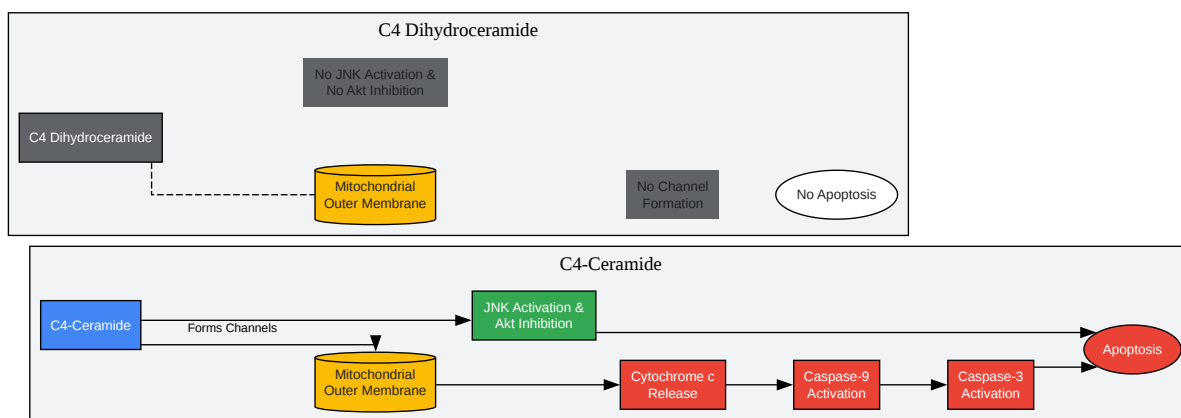 C4 Dihydroceramide
No JNK Activation &
No Akt Inhibition
C4 Dihydroceramide
Mitochondrial
Outer Membrane
No Channel
Formation
No Apoptosis
C4-Ceramide
C4-Ceramide
Forms Channels
JNK Activation &
Akt Inhibition
Mitochondrial
Outer Membrane
Cytochrome c
Release
Caspase-9
Activation
Caspase-3
Activation
Apoptosis